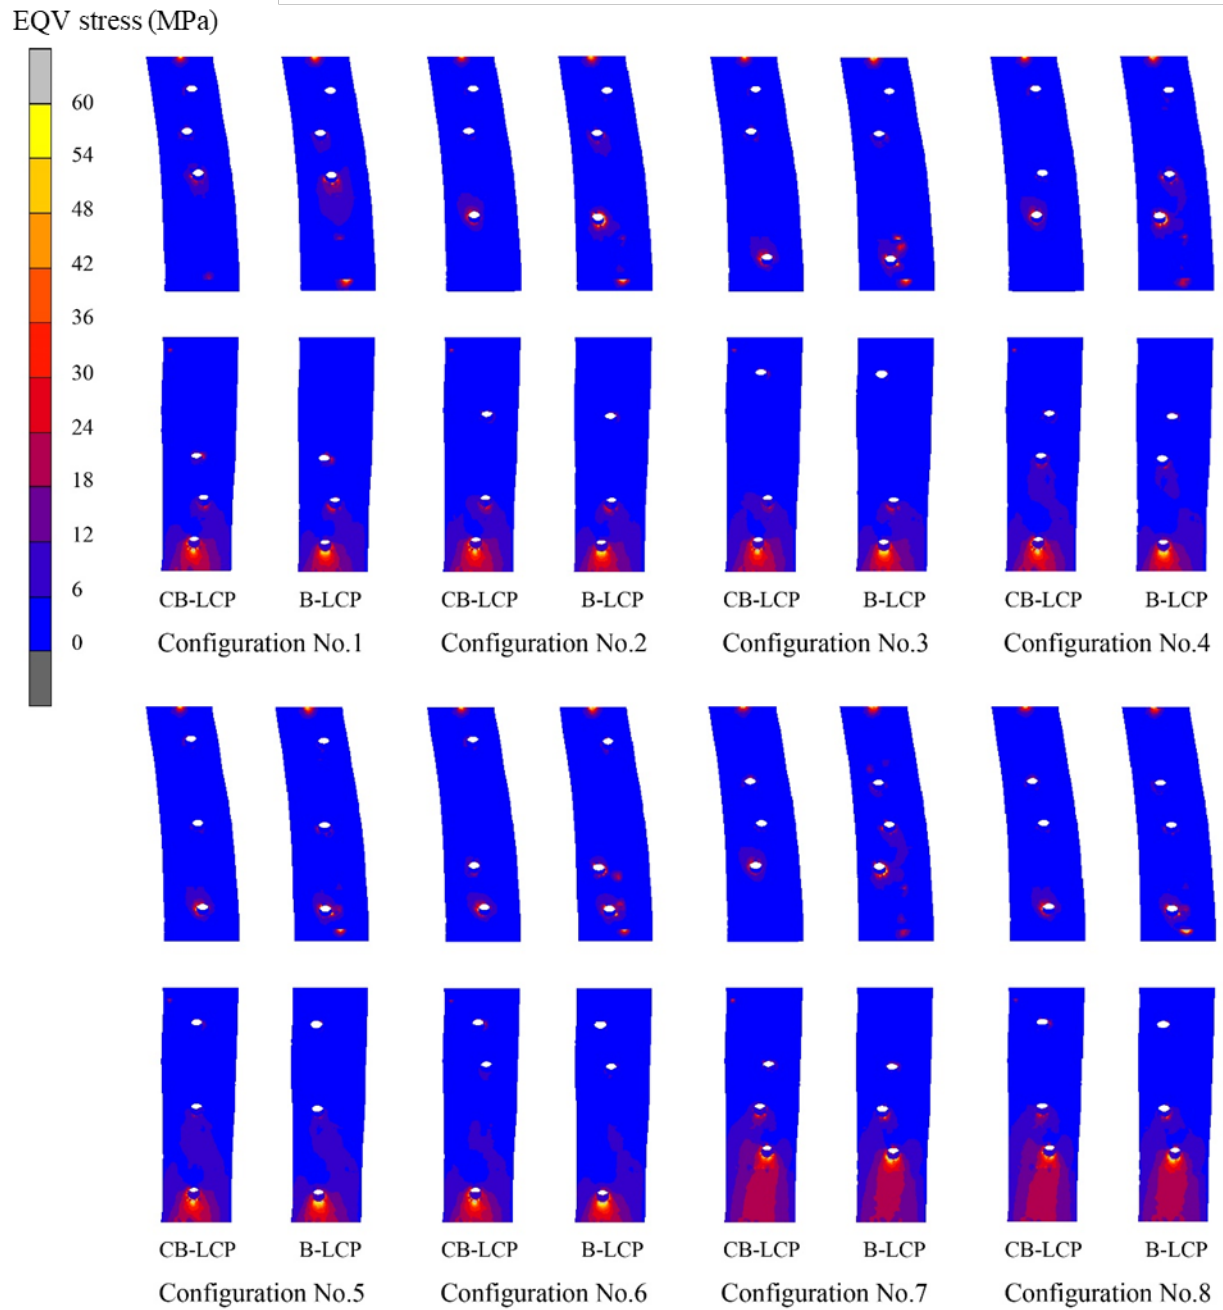 EQV stress (MPa)
60
54
48
42
36
30
24
18
12
6
0
CB-LCP B-LCP CB-LCP B-LCP CB-LCP B-LCP CB-LCP B-LCP
Configuration No.1 Configuration No.2 Configuration No.3 Configuration No.4
CB-LCP B-LCP CB-LCP B-LCP CB-LCP B-LCP CB-LCP B-LCP
Configuration No.5 Configuration No.6 Configuration No.7 Configuration No.8